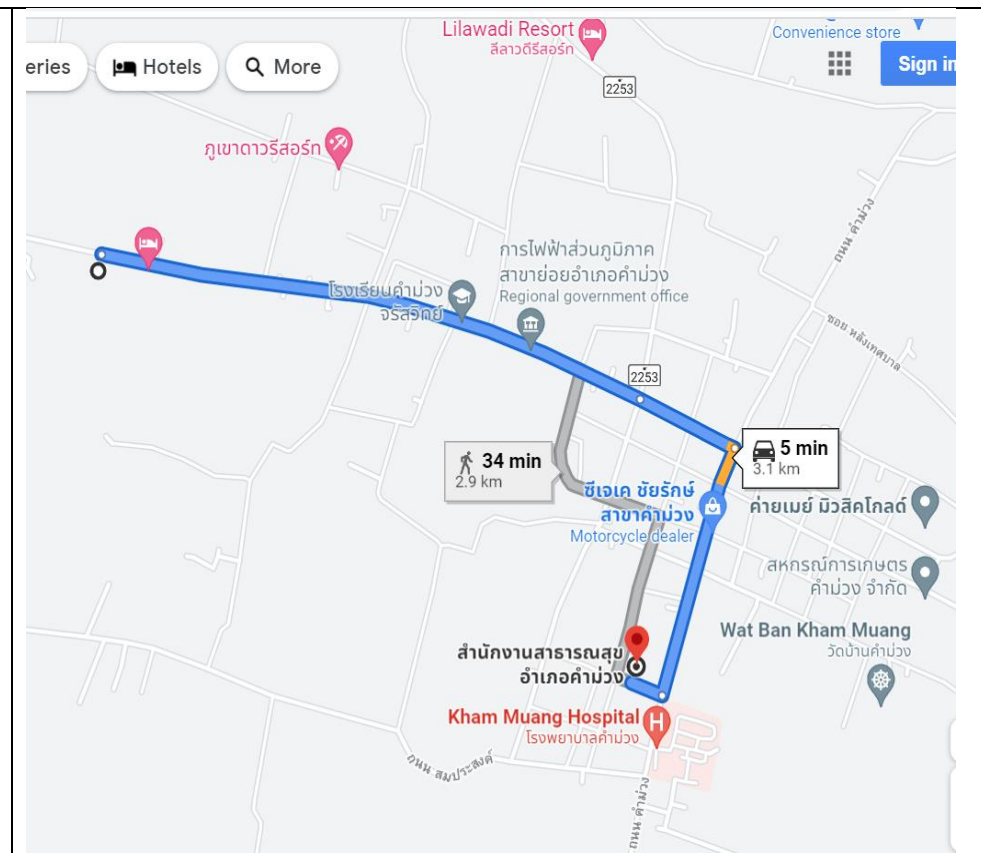 Lilawadi Resort
ลีลาวดีรีสอร์ท
Convenience store
eries
Hotels
More
Sign in
2253
ภูเขาดาวรีสอร์ท
ถนน คำม่วง
การไฟฟ้าส่วนภูมิภาค
สาขาย่อยอำเภอคำม่วง
Regional government office
โรงเรียนคำม่วง
จรัสวิทย์
ซอย หลังเทศบาล
2253
5 min
3.1 km
34 min
2.9 km
ซีเจเค ชัยรักษ์
สาขาคำม่วง
Motorcycle dealer
ค่ายเมย์ มิวสิคโกลด์
สหกรณ์การเกษตร
คำม่วง จำกัด
Wat Ban Kham Muang
วัดบ้านคำม่วง
สำนักงานสาธารณสุข
อำเภอคำม่วง
Kham Muang Hospital
โรงพยาบาลคำม่วง
H
ถนน สมประสงค์
ถนน คำม่วง